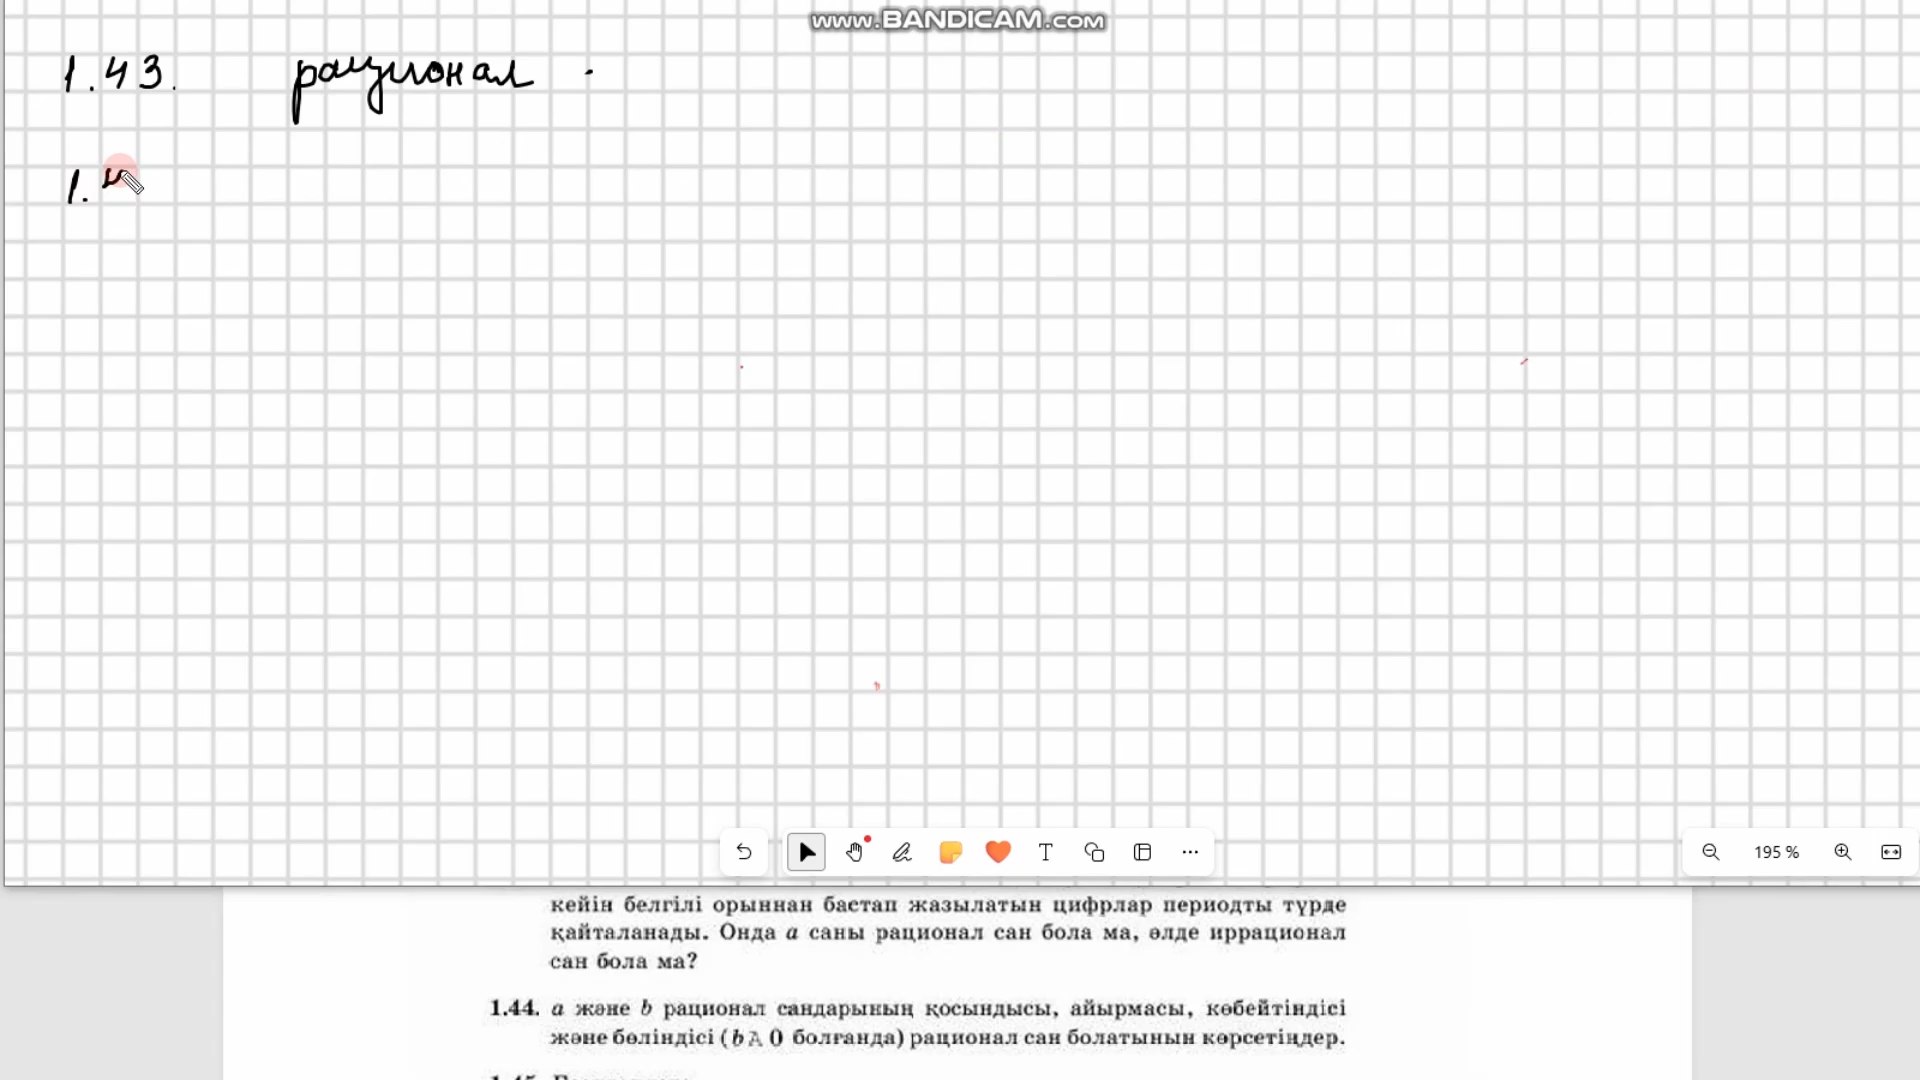 www.BANDICAM.com
1.43. рационал .
1.4
195 %
кейін белгілі орыннан бастап жазылатын цифрлар периодты түрде
қайталанады. Онда a саны рационал сан бола ма, әлде иррационал
сан бола ма?
1.44. a және b рационал сандарының қосындысы, айырмасы, көбейтіндісі
және бөліндісі (b А 0 болғанда) рационал сан болатынын көрсетіңдер.